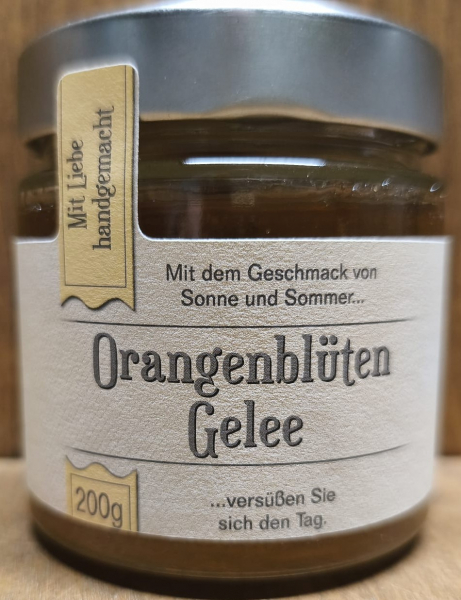 Mit Liebe
handgemacht
Mit dem Geschmack von
Sonne und Sommer...
Orangenblüten
Gelee
200g
...versüßen Sie
sich den Tag.